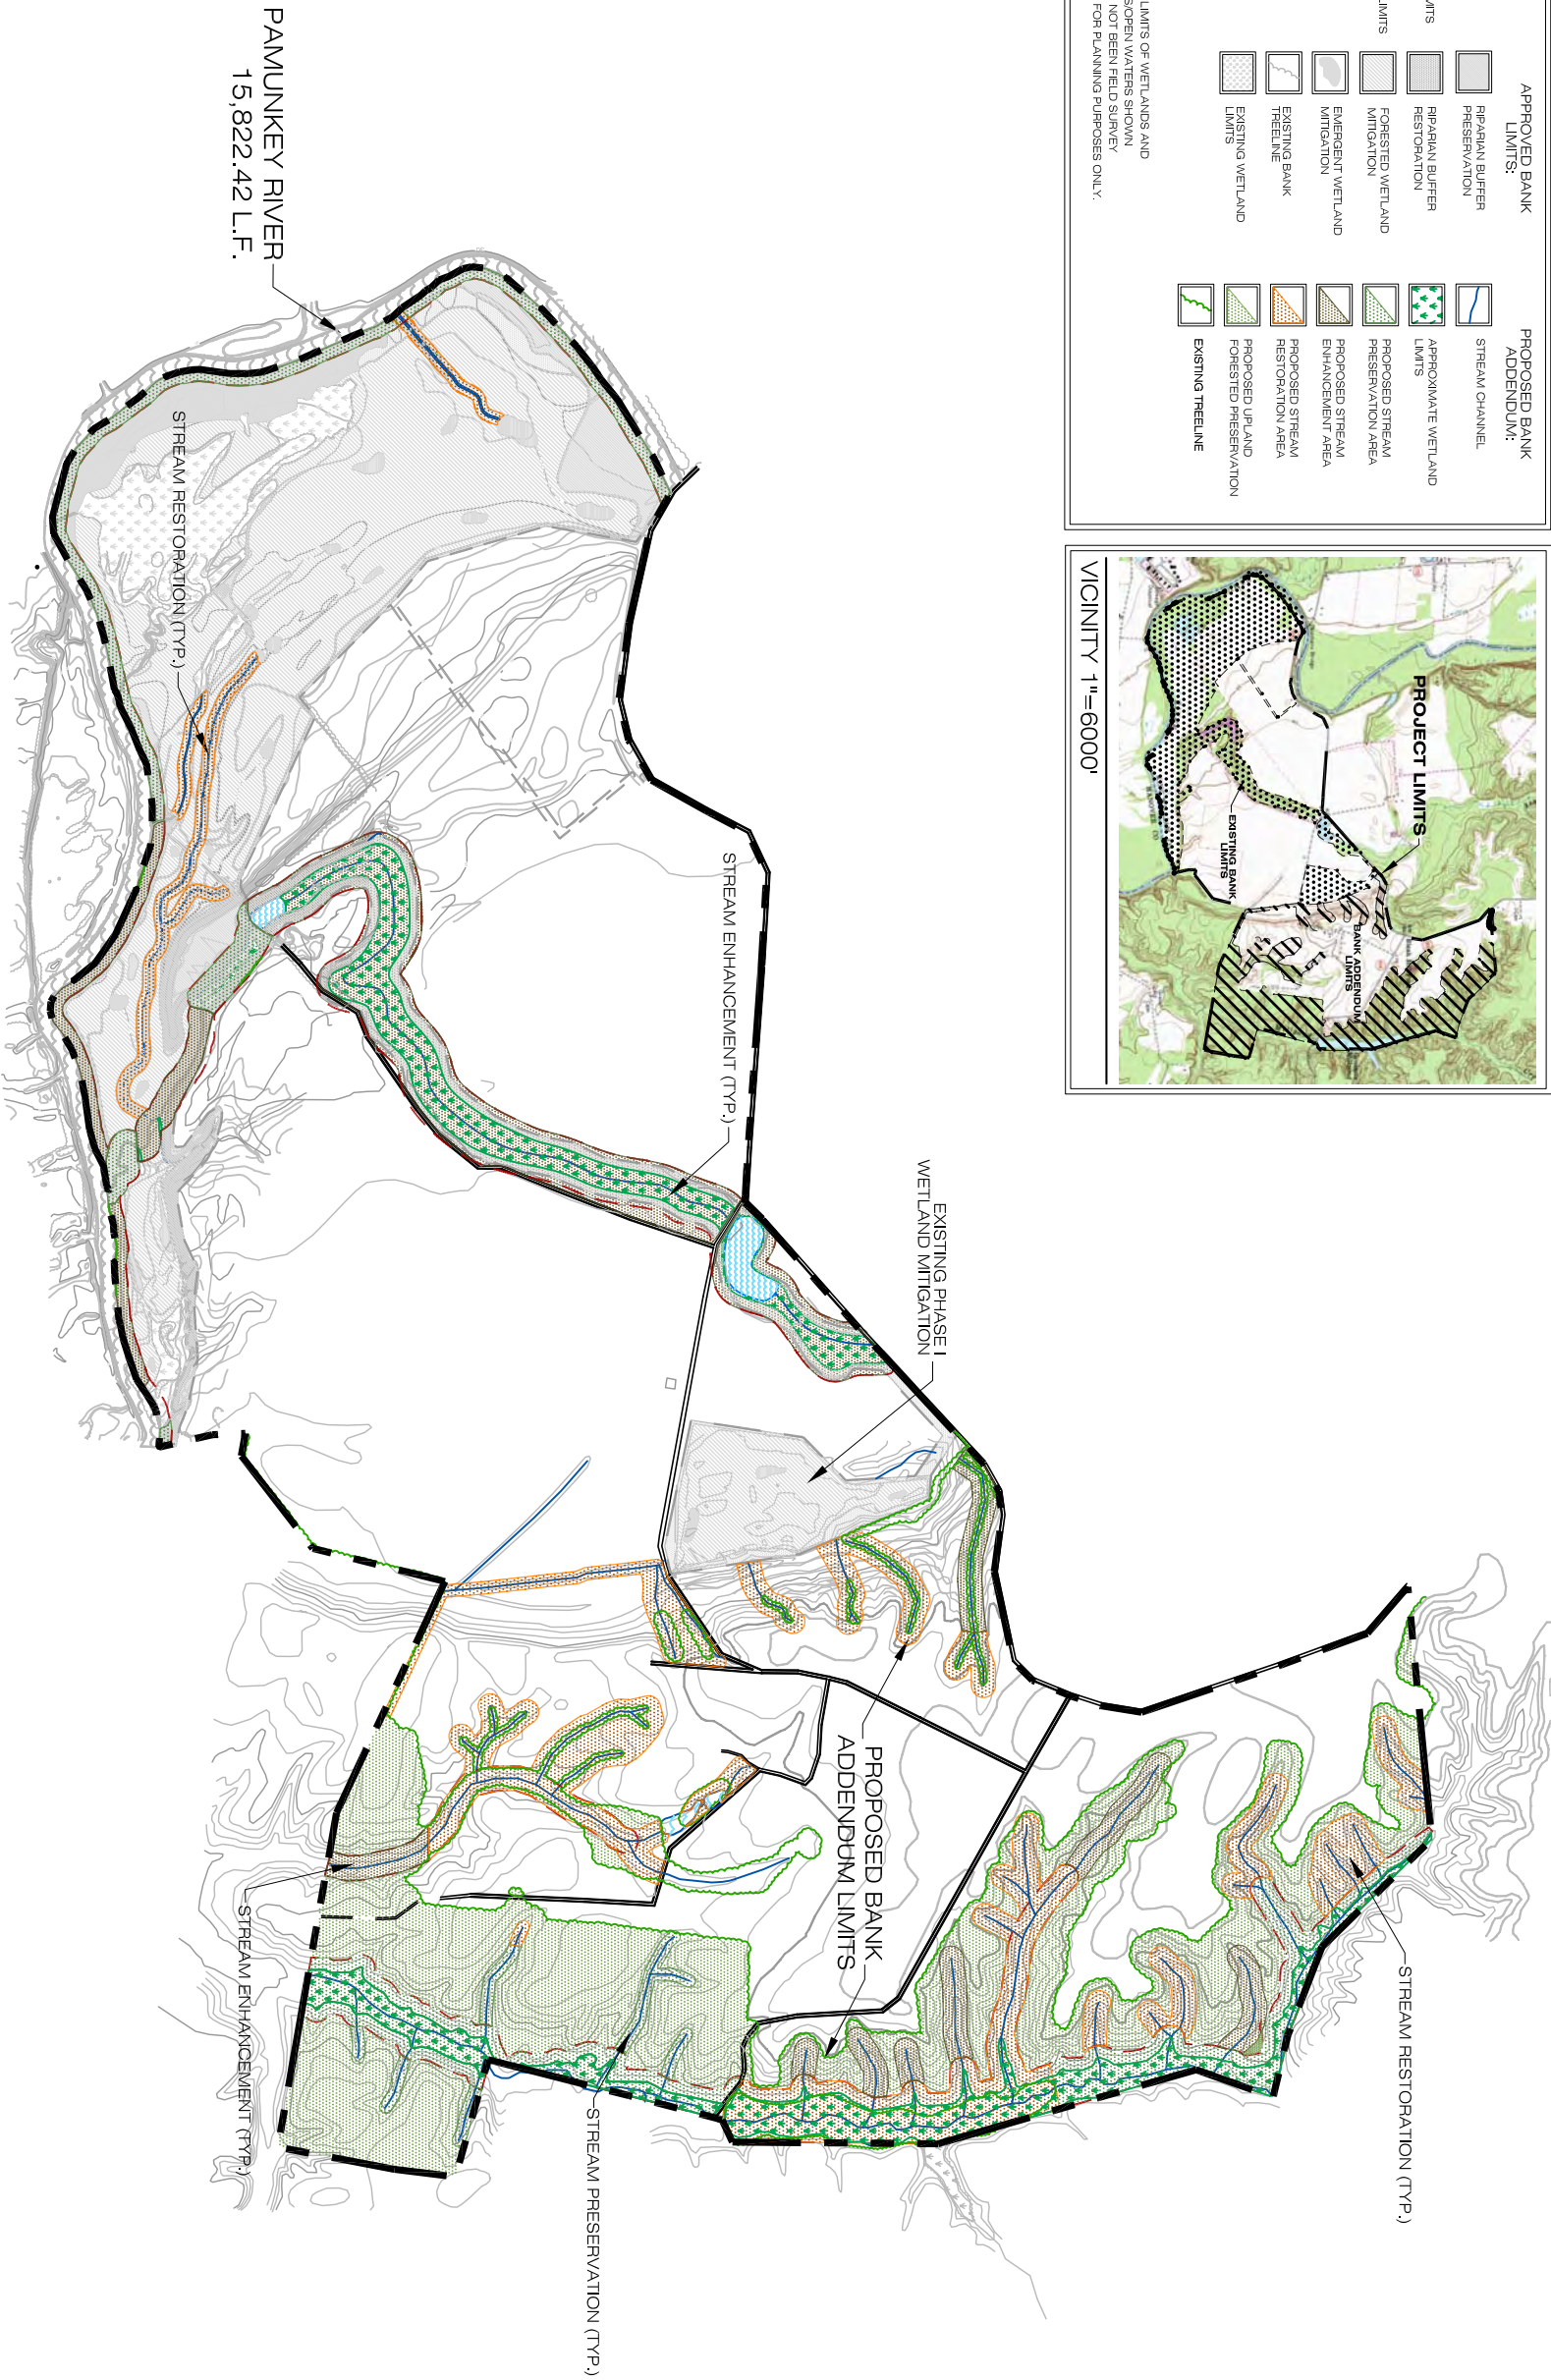 APPROVED BANK
LIMITS:
RIPARIAN BUFFER
PRESERVATION
RIPARIAN BUFFER
RESTORATION
FORESTED WETLAND
MITIGATION
EMERGENT WETLAND
MITIGATION
EXISTING BANK
TREELINE
EXISTING WETLAND
LIMITS
LIMITS OF WETLANDS AND
S/OPEN WATERS SHOWN
NOT BEEN FIELD SURVEY
FOR PLANNING PURPOSES ONLY.
MITS
LIMITS
PROPOSED BANK
ADDENDUM:
STREAM CHANNEL
APPROXIMATE WETLAND
LIMITS
PROPOSED STREAM
PRESERVATION AREA
PROPOSED STREAM
ENHANCEMENT AREA
PROPOSED STREAM
RESTORATION AREA
PROPOSED UPLAND
FORESTED PRESERVATION
EXISTING TREELINE
PROJECT LIMITS
EXISTING BANK
LIMITS
BANK ADDENDUM
LIMITS
VICINITY 1"=6000'
PAMUNKEY RIVER
15,822.42 L.F.
STREAM RESTORATION (TYP.)
STREAM ENHANCEMENT (TYP.)
EXISTING PHASE I
WETLAND MITIGATION
PROPOSED BANK
ADDENDUM LIMITS
STREAM RESTORATION (TYP.)
STREAM ENHANCEMENT (TYP.)
STREAM PRESERVATION (TYP.)